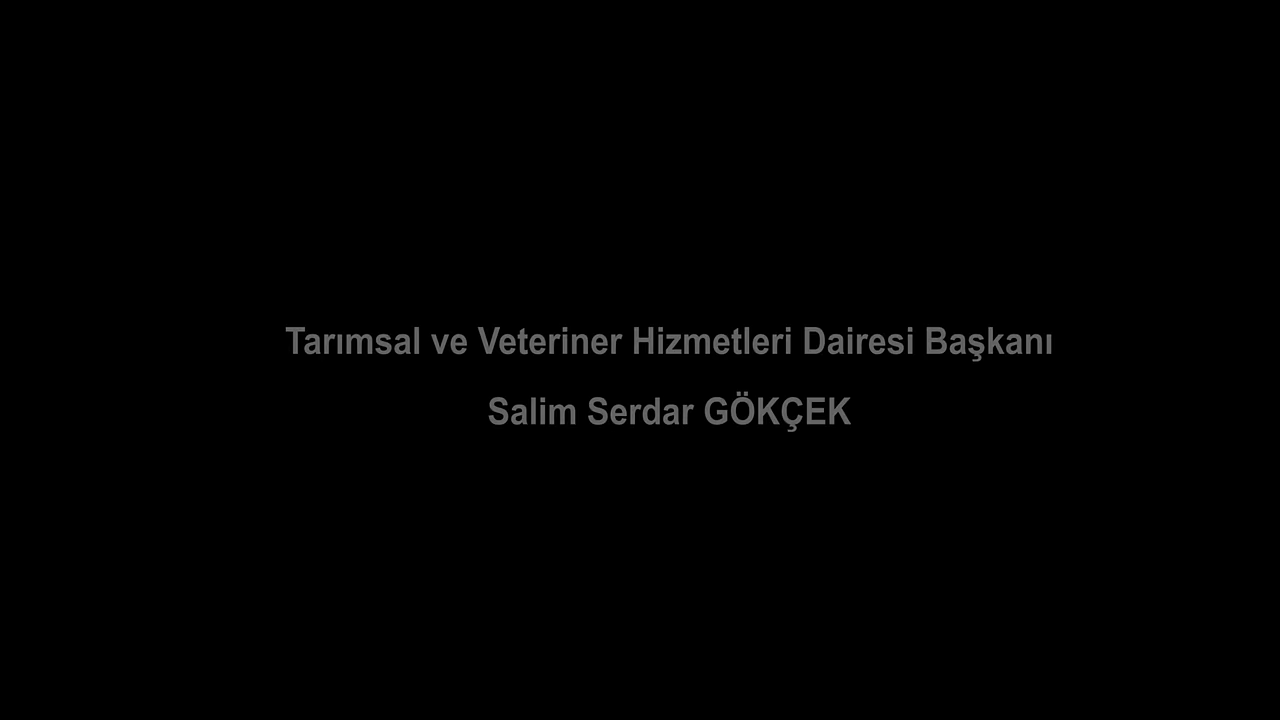 Tarımsal ve Veteriner Hizmetleri Dairesi Başkanı
Salim Serdar GÖKÇEK